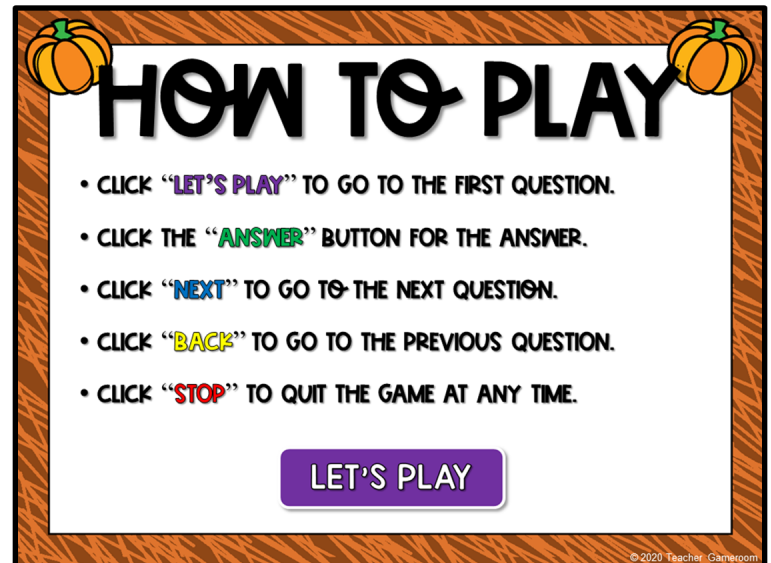 HOW TO PLAY
• CLICK “LET’S PLAY” TO GO TO THE FIRST QUESTION.
• CLICK THE “ANSWER” BUTTON FOR THE ANSWER.
• CLICK “NEXT” TO GO TO THE NEXT QUESTION.
• CLICK “BACK” TO GO TO THE PREVIOUS QUESTION.
• CLICK “STOP” TO QUIT THE GAME AT ANY TIME.
LET'S PLAY
© 2020 Teacher Gameroom